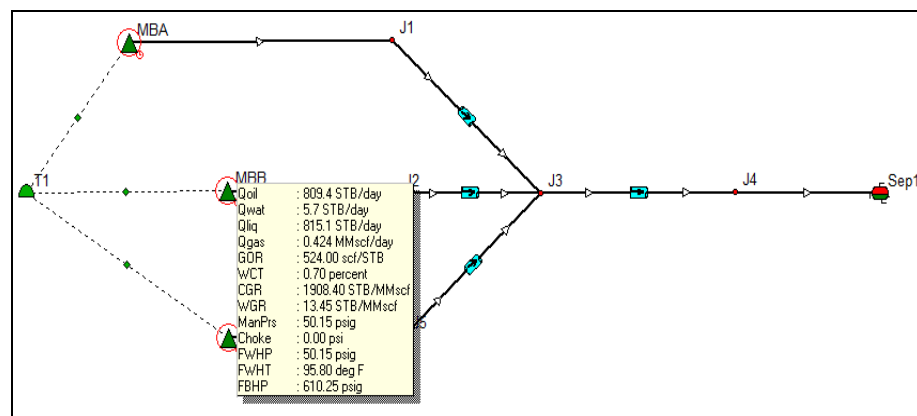 MBA
J1
T1
MBB
J2
J3
J4
Sep1
Qoil : 809.4 STB/day
Qwat : 5.7 STB/day
Qliq : 815.1 STB/day
Qgas : 0.424 MMscf/day
GOR : 524.00 scf/STB
WCT : 0.70 percent
CGR : 1908.40 STB/MMscf
WGR : 13.45 STB/MMscf
ManPrs : 50.15 psig
Choke : 0.00 psi
FWHP : 50.15 psig
FWHT : 95.80 deg F
FBHP : 610.25 psig